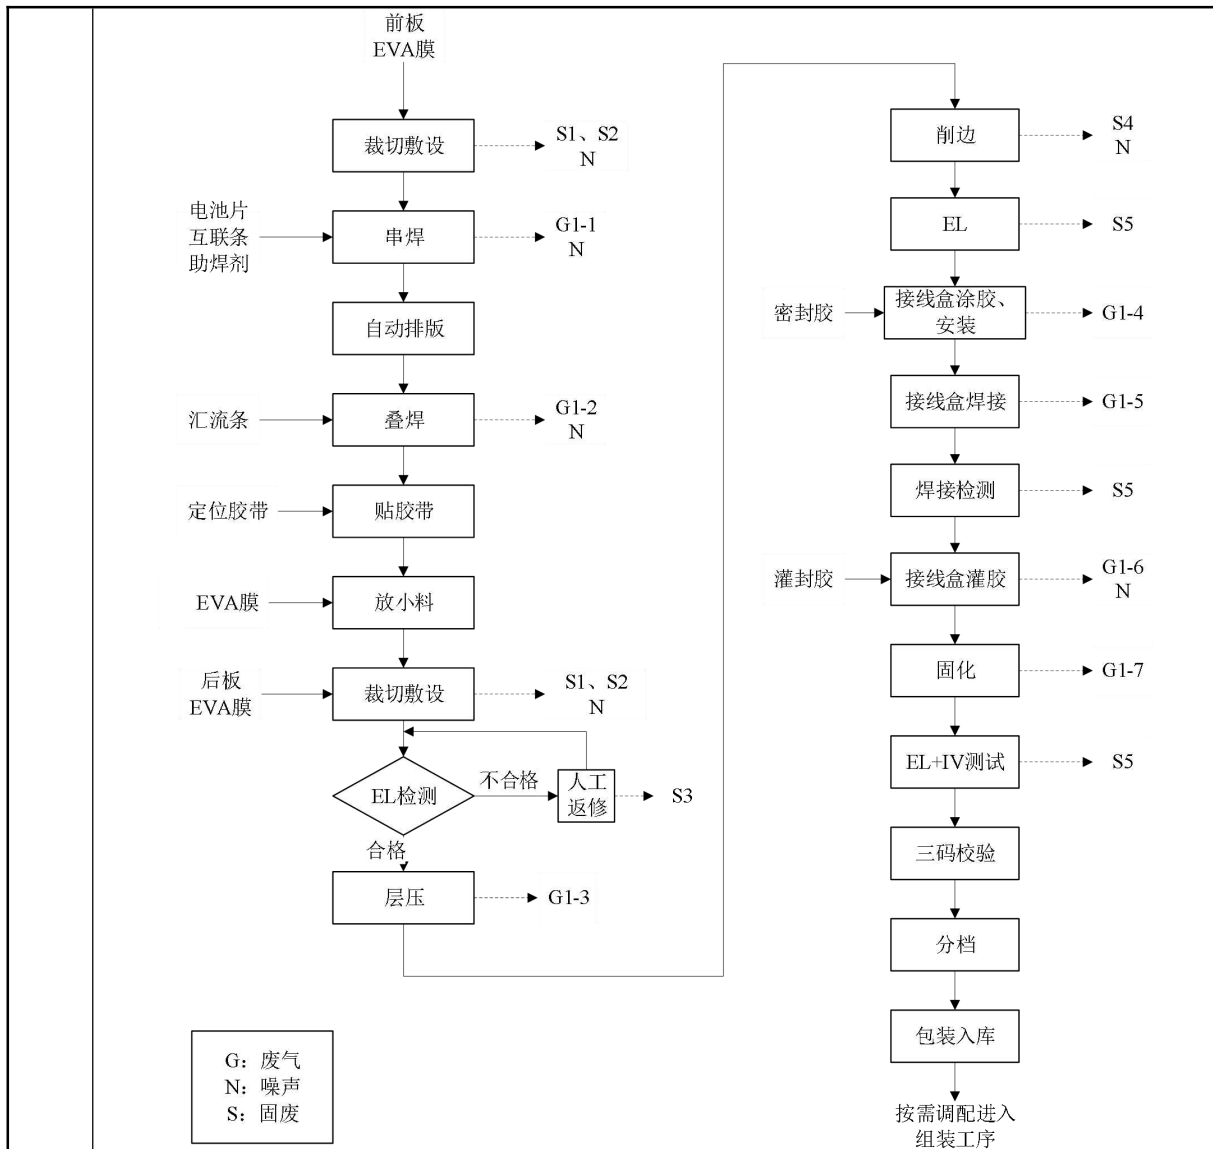 前板
EVA膜
裁切敷设
S1、S2
N
电池片
互联条
助焊剂
串焊
G1-1
N
自动排版
汇流条
叠焊
G1-2
N
定位胶带
贴胶带
EVA膜
放小料
后板
EVA膜
裁切敷设
S1、S2
N
EL检测
不合格
人工
返修
S3
合格
层压
G1-3
削边
S4
N
EL
S5
密封胶
接线盒涂胶、
安装
G1-4
接线盒焊接
G1-5
焊接检测
S5
灌封胶
接线盒灌胶
G1-6
N
固化
G1-7
EL+IV测试
S5
三码校验
分档
包装入库
按需调配进入
组装工序
G：废气
N：噪声
S：固废